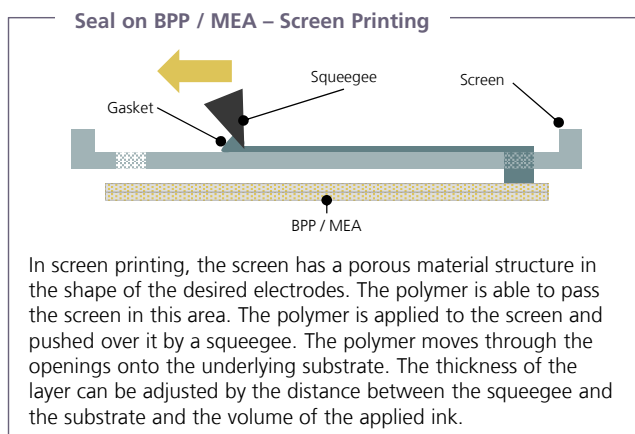 Seal on BPP / MEA – Screen Printing
Squeegee
Screen
Gasket
BPP / MEA
In screen printing, the screen has a porous material structure in
the shape of the desired electrodes. The polymer is able to pass
the screen in this area. The polymer is applied to the screen and
pushed over it by a squeegee. The polymer moves through the
openings onto the underlying substrate. The thickness of the
layer can be adjusted by the distance between the squeegee and
the substrate and the volume of the applied ink.